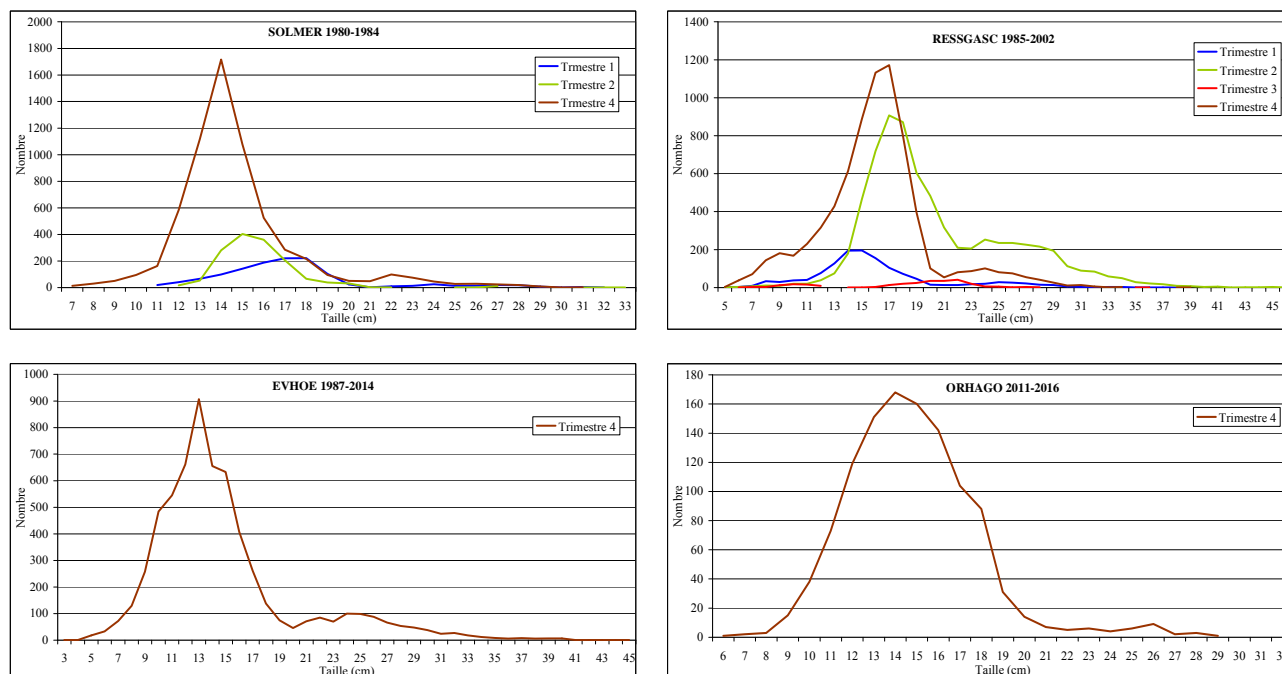 SOLMER 1980-1984
2000
1800
1600
1400
1200
1000
800
600
400
200
0
Nombre
Trmestre 1
Trmestre 2
Trmestre 4
7 8 9 10 11 12 13 14 15 16 17 18 19 20 21 22 23 24 25 26 27 28 29 30 31 32 33
Taille (cm)
RESSGASC 1985-2002
1400
1200
1000
800
600
400
200
0
Nombre
Trimestre 1
Trimestre 2
Trimestre 3
Trimestre 4
5 7 9 11 13 15 17 19 21 23 25 27 29 31 33 35 37 39 41 43 45
Taille (cm)
EVHOE 1987-2014
1000
900
800
700
600
500
400
300
200
100
0
Nombre
Trimestre 4
3 5 7 9 11 13 15 17 19 21 23 25 27 29 31 33 35 37 39 41 43 45
Taille (cm)
ORHAGO 2011-2016
180
160
140
120
100
80
60
40
20
0
Nombre
Trimestre 4
6 7 8 9 10 11 12 13 14 15 16 17 18 19 20 21 22 23 24 25 26 27 28 29 30 31 32
Taille (cm)